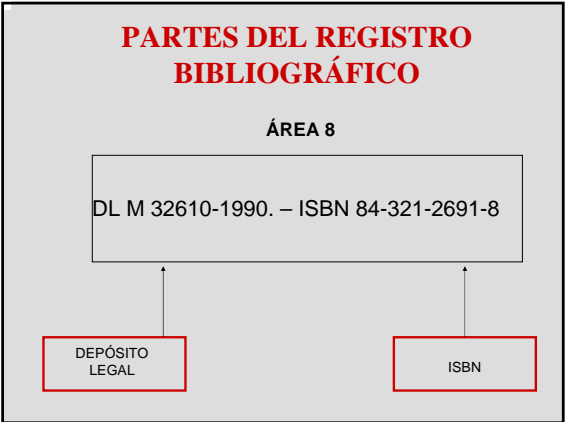 PARTES DEL REGISTRO
BIBLIOGRÁFICO
ÁREA 8
DL M 32610-1990. – ISBN 84-321-2691-8
DEPÓSITO
LEGAL
ISBN